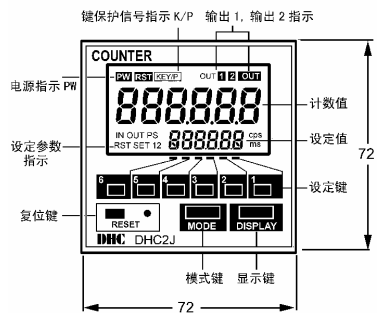 键保护信号指示 K/P 输出 1, 输出 2 指示
COUNTER
电源指示 PW
PW RST KEY/P OUT 1 2 OUT
888888 计数值
IN OUT PS 888888 cps 设定值
设定参数指示 RST SET 12 ms
72
6 5 4 3 2 1 设定键
复位键 RESET MODE DISPLAY
DHC DHC2J
模式键 显示键
72